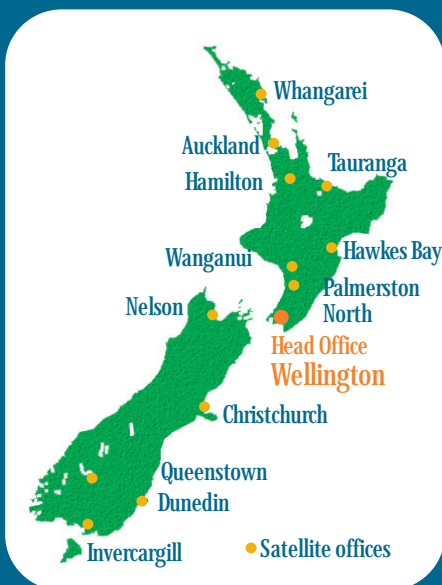 Whangarei
Auckland
Tauranga
Hamilton
Hawkes Bay
Wanganui
Palmerston
North
Nelson
Head Office
Wellington
Christchurch
Queenstown
Dunedin
Invercargill
Satellite offices